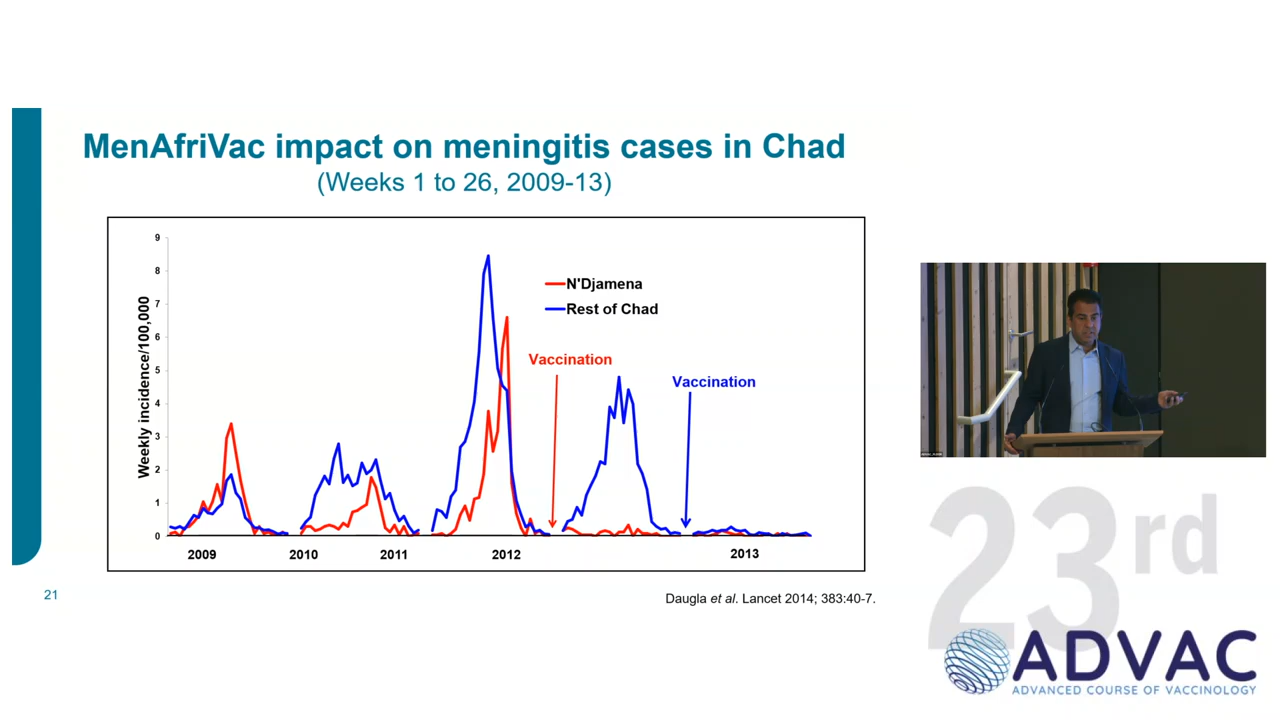 MenAfriVac impact on meningitis cases in Chad
(Weeks 1 to 26, 2009-13)
Weekly incidence/100,000
9
8
7
6
5
4
3
2
1
0
N'Djamena
Rest of Chad
Vaccination
Vaccination
2009
2010
2011
2012
2013
21
Daugla et al. Lancet 2014; 383:40-7.
23rd
ADVAC
ADVANCED COURSE OF VACCINOLOGY